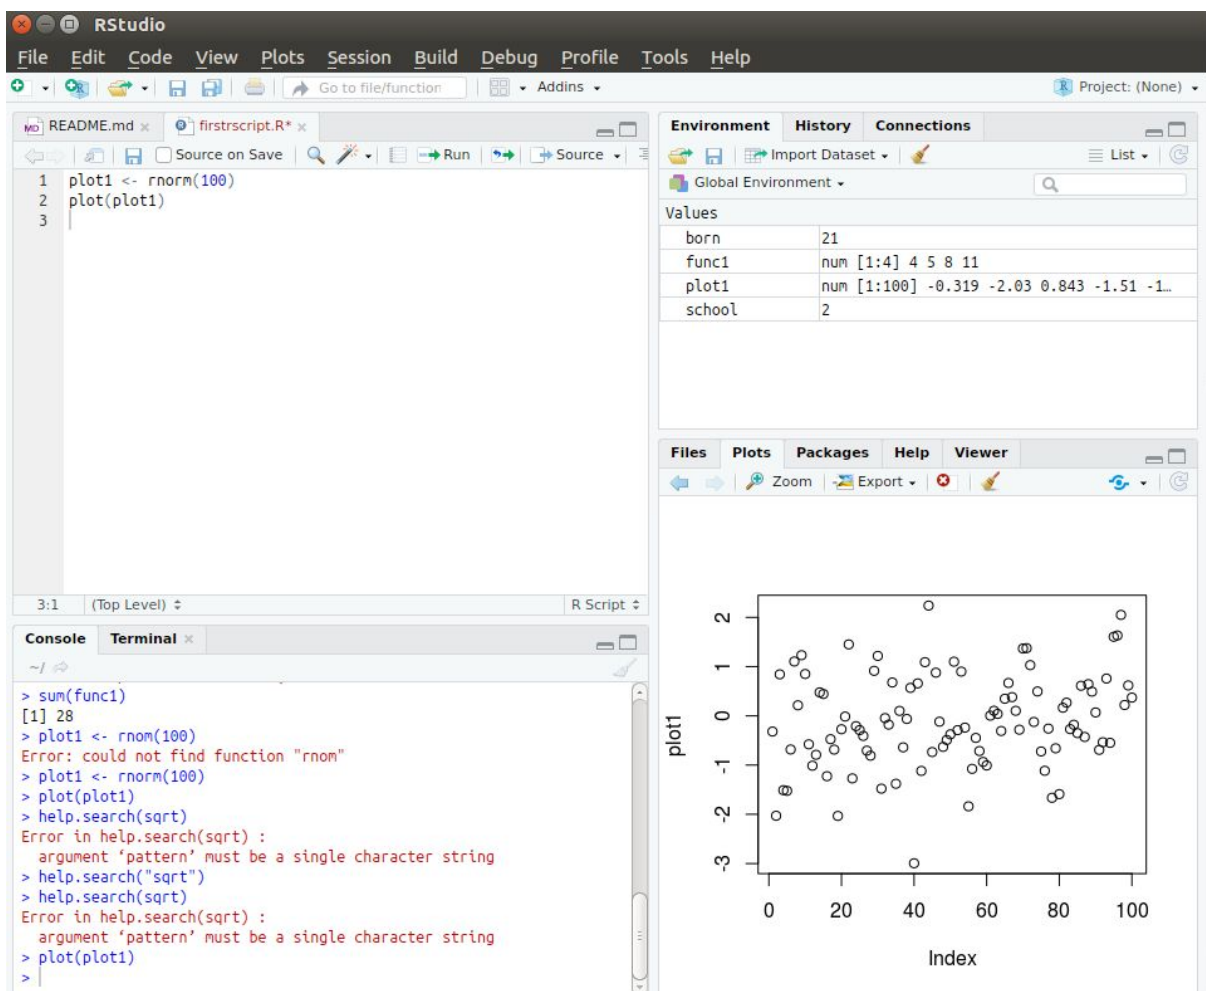 RStudio
File Edit Code View Plots Session Build Debug Profile Tools Help
Go to file/function Addins Project: (None)
README.md firstrscript.R*
Source on Save Run Source
1 plot1 <- rnorm(100)
2 plot(plot1)
3
3:1 (Top Level) R Script
Console Terminal
~/
> sum(func1)
[1] 28
> plot1 <- rnom(100)
Error: could not find function "rnom"
> plot1 <- rnorm(100)
> plot(plot1)
> help.search(sqrt)
Error in help.search(sqrt) :
argument ‘pattern’ must be a single character string
> help.search("sqrt")
> help.search(sqrt)
Error in help.search(sqrt) :
argument ‘pattern’ must be a single character string
> plot(plot1)
>
Environment History Connections
Import Dataset List
Global Environment
Values
born 21
func1 num [1:4] 4 5 8 11
plot1 num [1:100] -0.319 -2.03 0.843 -1.51 -1…
school 2
Files Plots Packages Help Viewer
Zoom Export
plot1
2
1
0
-1
-2
-3
0 20 40 60 80 100
Index